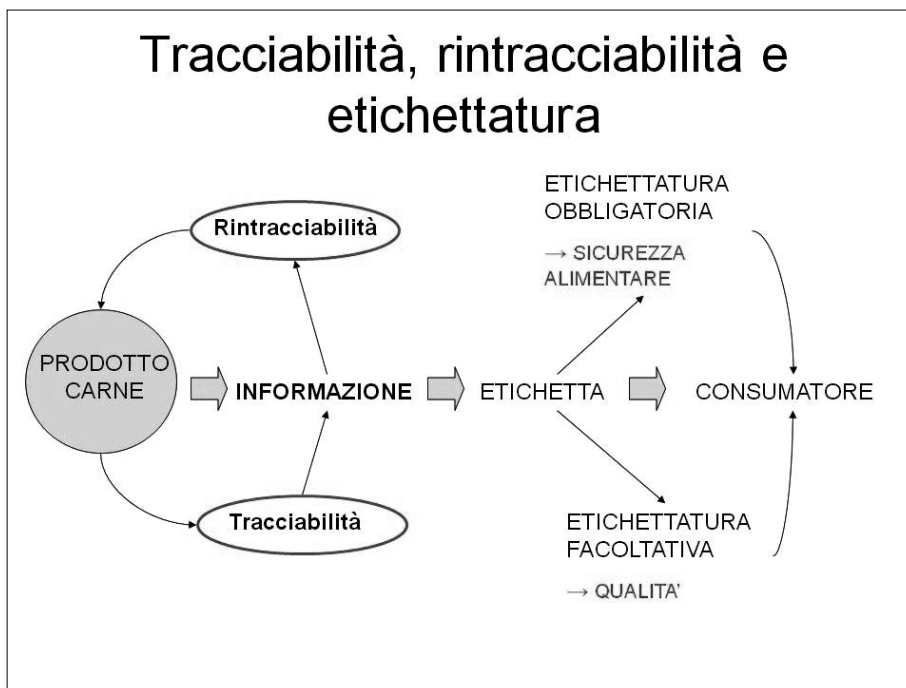 Tracciabilità, rintracciabilità e
etichettatura
ETICHETTATURA
OBBLIGATORIA
→ SICUREZZA
ALIMENTARE
Rintracciabilità
PRODOTTO
CARNE
INFORMAZIONE
ETICHETTA
CONSUMATORE
Tracciabilità
ETICHETTATURA
FACOLTATIVA
→ QUALITA’